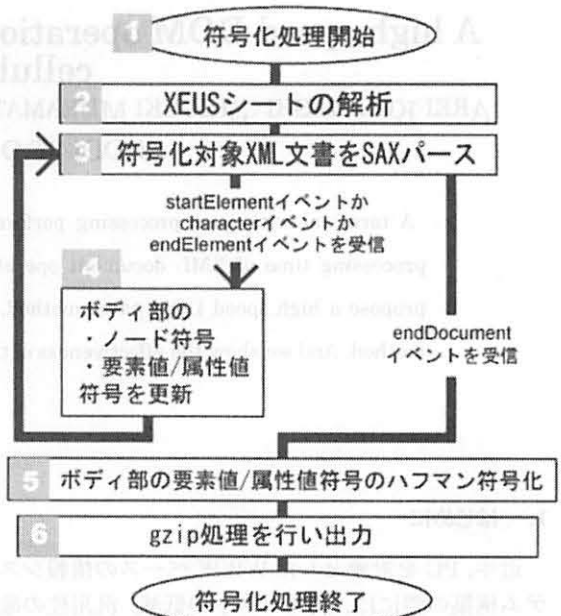 1 符号化処理開始
2 XEUSシートの解析
3 符号化対象XML文書をSAXパース
startElementイベントか
characterイベントか
endElementイベントを受信
4
ボディ部の
・ノード符号
・要素値/属性値
符号を更新
endDocument
イベントを受信
5 ボディ部の要素値/属性値符号のハフマン符号化
6 gzip処理を行い出力
符号化処理終了